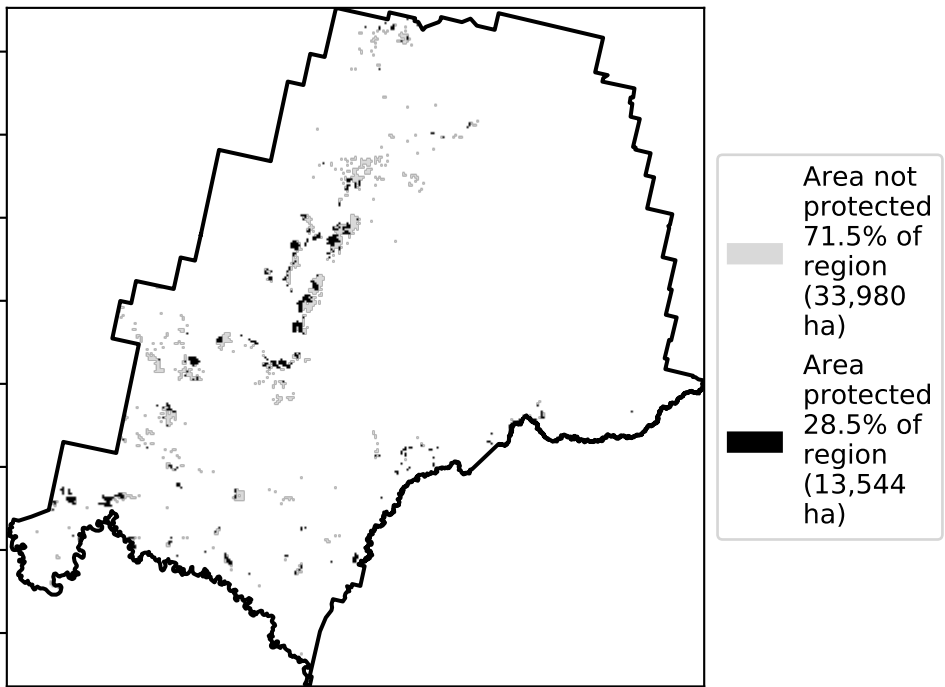 Area not
protected
71.5% of
region
(33,980
ha)
Area
protected
28.5% of
region
(13,544
ha)